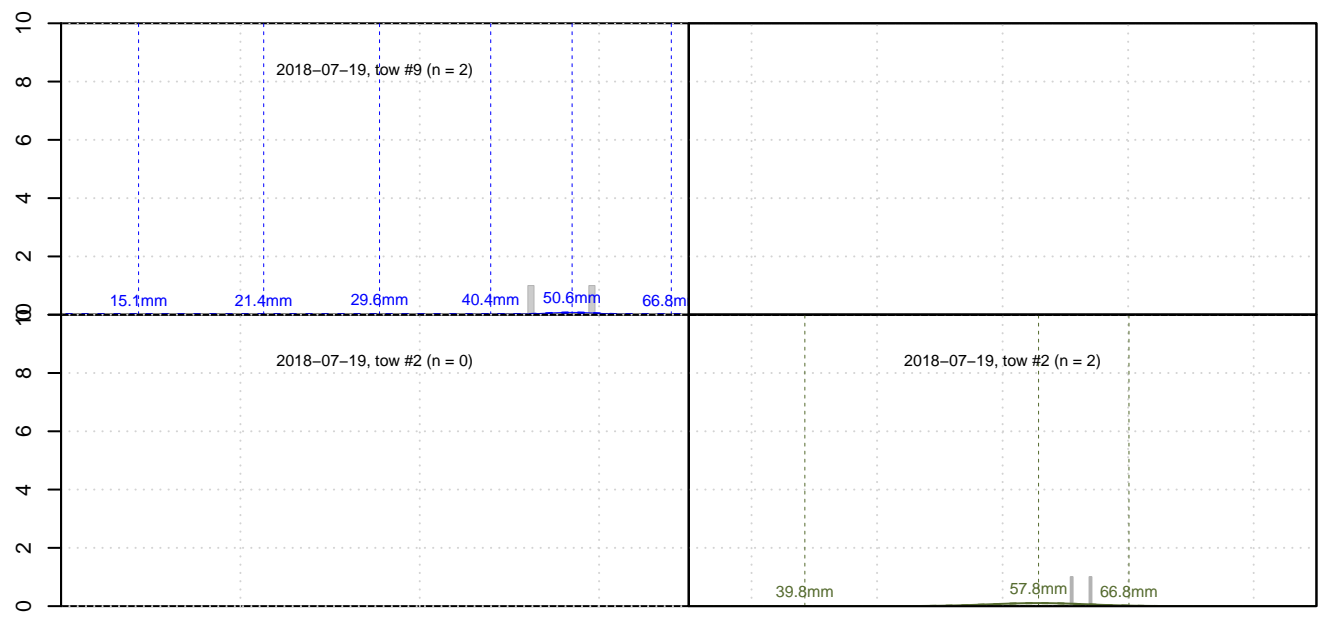 10
8
6
4
2
0
2018–07–19, tow #9 (n = 2)
15.1mm
21.4mm
29.6mm
40.4mm
50.6mm
66.8m
10
8
6
4
2
0
2018–07–19, tow #2 (n = 0)
2018–07–19, tow #2 (n = 2)
39.8mm
57.8mm
66.8mm